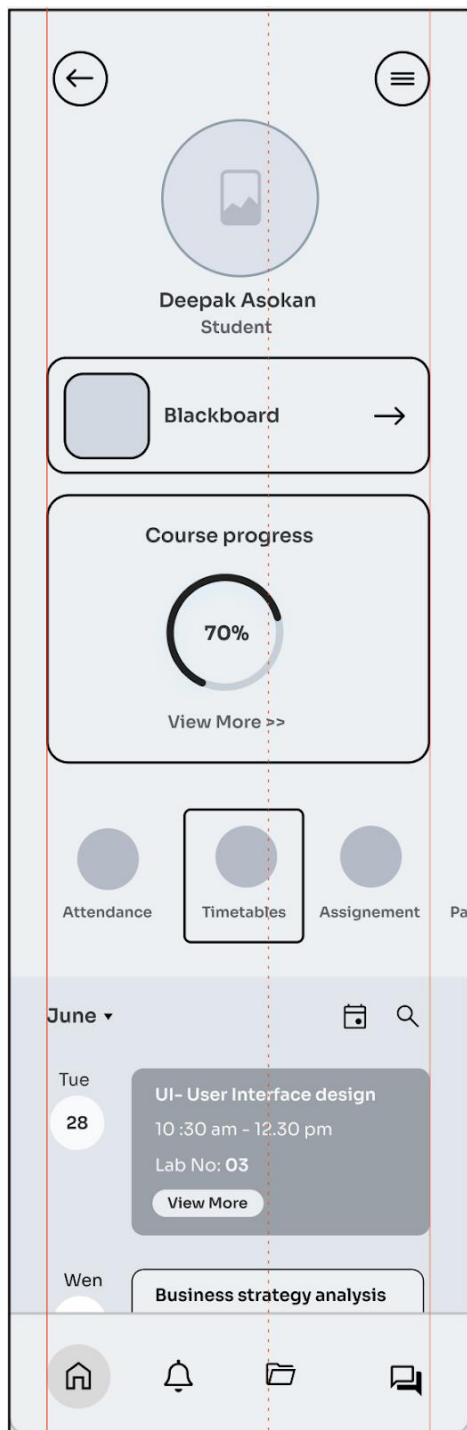 Deepak Asokan
Student
Blackboard
Course progress
70%
View More >>
Attendance
Timetables
Assignement
Pa
June
Tue
28
UI- User Interface design
10 :30 am - 12.30 pm
Lab No: 03
View More
Wen
Business strategy analysis